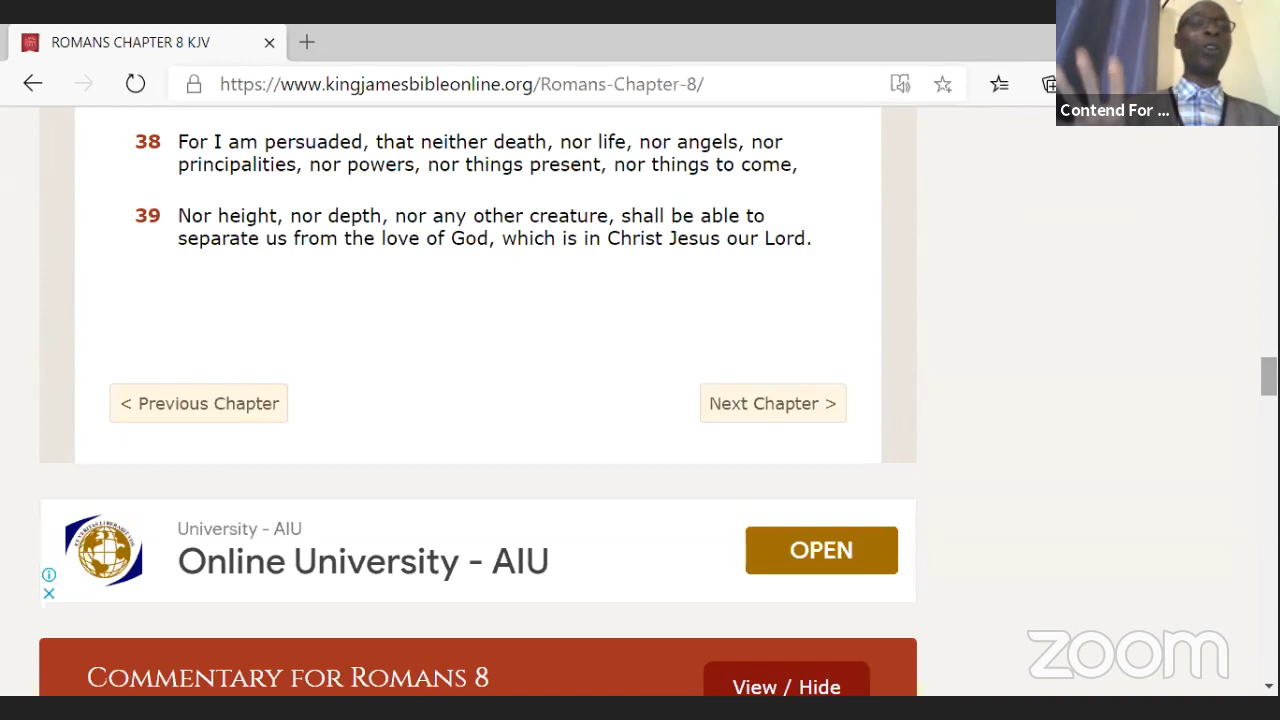 ROMANS CHAPTER 8 KJV
https://www.kingjamesbibleonline.org/Romans-Chapter-8/
Contend For ...
38 For I am persuaded, that neither death, nor life, nor angels, nor
principalities, nor powers, nor things present, nor things to come,
39 Nor height, nor depth, nor any other creature, shall be able to
separate us from the love of God, which is in Christ Jesus our Lord.
< Previous Chapter
Next Chapter >
University - AIU
Online University - AIU
OPEN
COMMENTARY FOR ROMANS 8
View / Hide
zoom